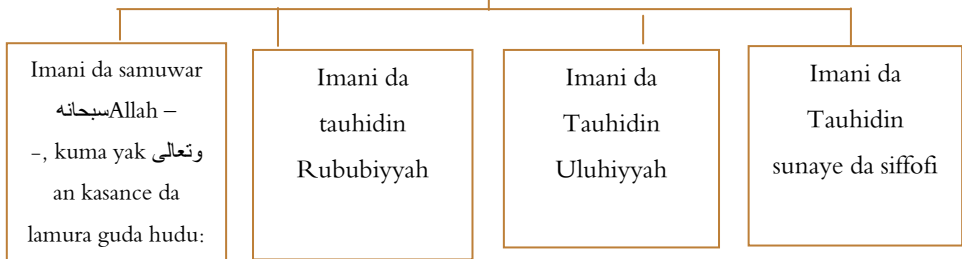 Imani da samuwar
سبحانهAllah –
–, kuma yak وتعالى
an kasance da
lamura guda hudu:
Imani da
tauhidin
Rububiyyah
Imani da
Tauhidin
Uluhiyyah
Imani da
Tauhidin
sunaye da siffofi